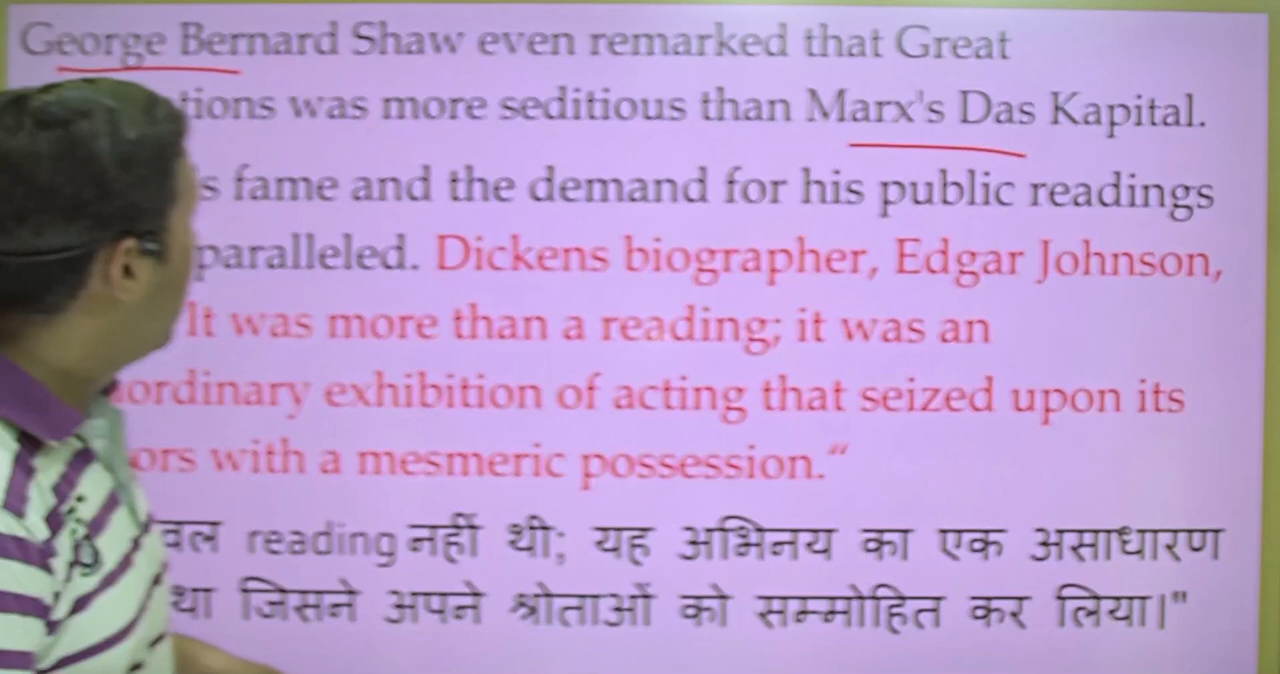 George Bernard Shaw even remarked that Great
tions was more seditious than Marx's Das Kapital.
s fame and the demand for his public readings
paralleled. Dickens biographer, Edgar Johnson,
It was more than a reading; it was an
ordinary exhibition of acting that seized upon its
ors with a mesmeric possession.“
वल reading नहीं थी; यह अभिनय का एक असाधारण
था जिसने अपने श्रोताओं को सम्मोहित कर लिया।"